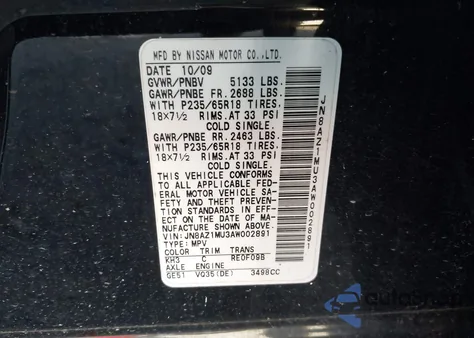 MFD BY NISSAN MOTOR CO.,LTD.
DATE 10/09
GVWR/PNBV 5133 LBS.
GAWR/PNBE FR. 2688 LBS.
WITH P235/65R18 TIRES.
18x7½ RIMS. AT 33 PSI
COLD SINGLE.
GAWR/PNBE RR. 2463 LBS.
WITH P235/65R18 TIRES.
18x7½ RIMS. AT 33 PSI
COLD SINGLE.
THIS VEHICLE CONFORMS
TO ALL APPLICABLE FED-
ERAL MOTOR VEHICLE SA-
FETY AND THEFT PREVEN-
TION STANDARDS IN EFF-
ECT ON THE DATE OF MA-
NUFACTURE SHOWN ABOVE.
VIN:JN8AZ1MU3AW002891
TYPE: MPV
COLOR TRIM TRANS
KH3 C RE0F09B
AXLE ENGINE
GE51 VQ35(DE) 3498CC
JN8AZ1MU3AW002891